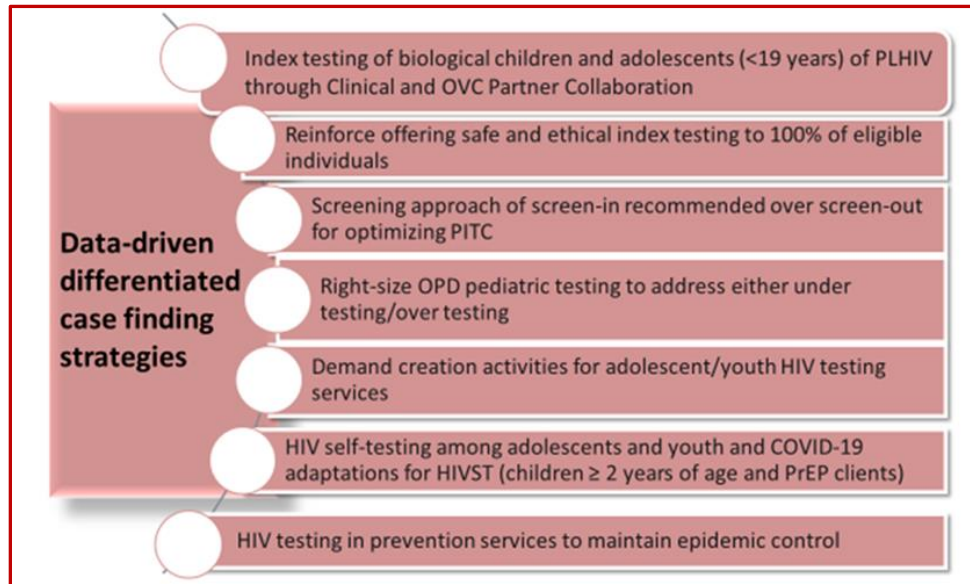 Index testing of biological children and adolescents (<19 years) of PLHIV
through Clinical and OVC Partner Collaboration
Reinforce offering safe and ethical index testing to 100% of eligible
individuals
Screening approach of screen-in recommended over screen-out
for optimizing PITC
Data-driven
differentiated
case finding
strategies
Right-size OPD pediatric testing to address either under
testing/over testing
Demand creation activities for adolescent/youth HIV testing
services
HIV self-testing among adolescents and youth and COVID-19
adaptations for HIVST (children ≥ 2 years of age and PrEP clients)
HIV testing in prevention services to maintain epidemic control